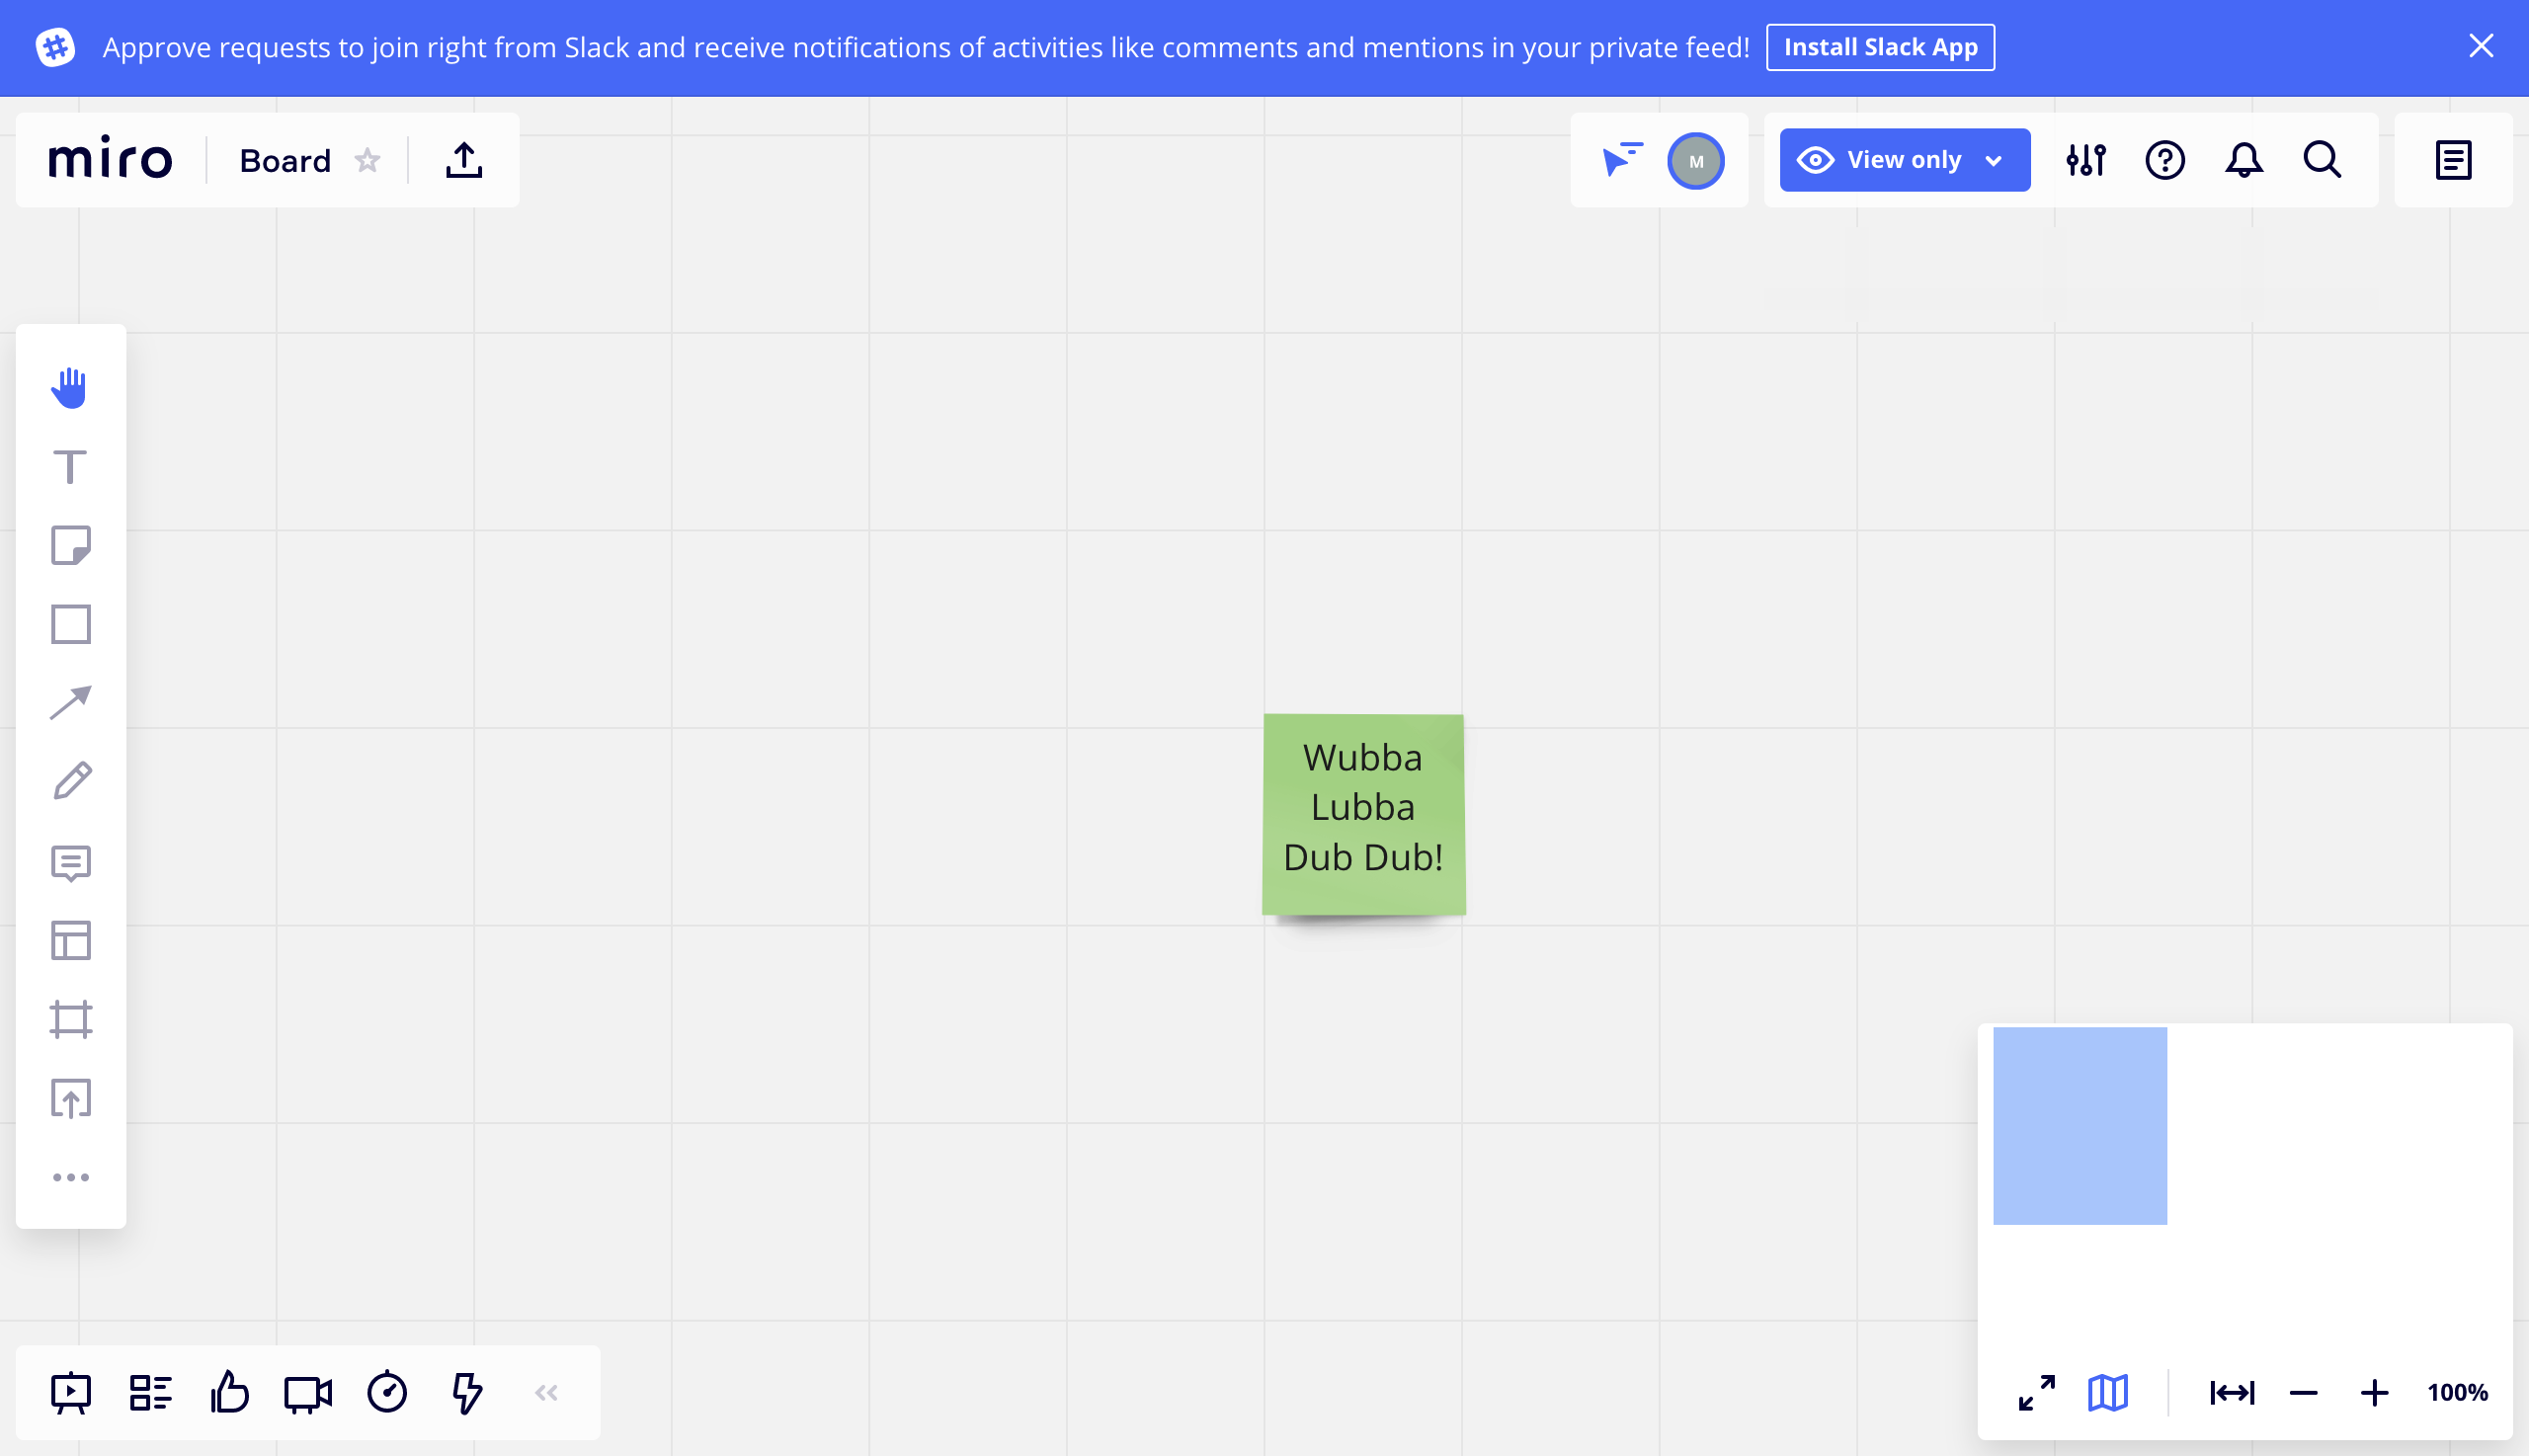 Approve requests to join right from Slack and receive notifications of activities like comments and mentions in your private feed! Install Slack App
miro Board M View only
Wubba
Lubba
Dub Dub!
100%